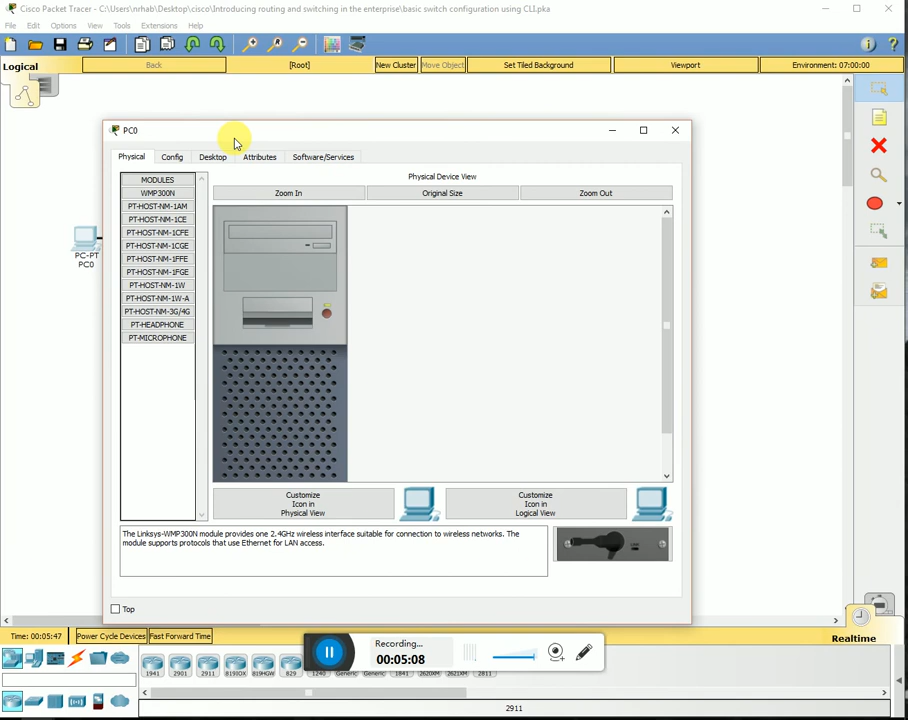 Cisco Packet Tracer - C:\Users\nrhab\Desktop\cisco\Introducing routing and switching in the enterprise\basic switch configuration using CLI.pka
File Edit Options View Tools Extensions Help
Logical Back [Root] New Cluster Move Object Set Tiled Background Viewport Environment: 07:00:00
PC0
Physical Config Desktop Attributes Software/Services
MODULES
WMP300N
PT-HOST-NM-1AM
PT-HOST-NM-1CE
PT-HOST-NM-1CFE
PT-HOST-NM-1CGE
PT-HOST-NM-1FFE
PT-HOST-NM-1FGE
PT-HOST-NM-1W
PT-HOST-NM-1W-A
PT-HOST-NM-3G/4G
PT-HEADPHONE
PT-MICROPHONE
Physical Device View
Zoom In Original Size Zoom Out
PC-PT
PC0
Customize
Icon in
Physical View
Customize
Icon in
Logical View
The Linksys-WMP300N module provides one 2.4GHz wireless interface suitable for connection to wireless networks. The
module supports protocols that use Ethernet for LAN access.
Top
Time: 00:05:47 Power Cycle Devices Fast Forward Time Realtime
Recording...
00:05:08
1941 2901 2911 819IOX 819HGW 829 1240 Generic Generic 1841 2620XM 2621XM 2811
2911